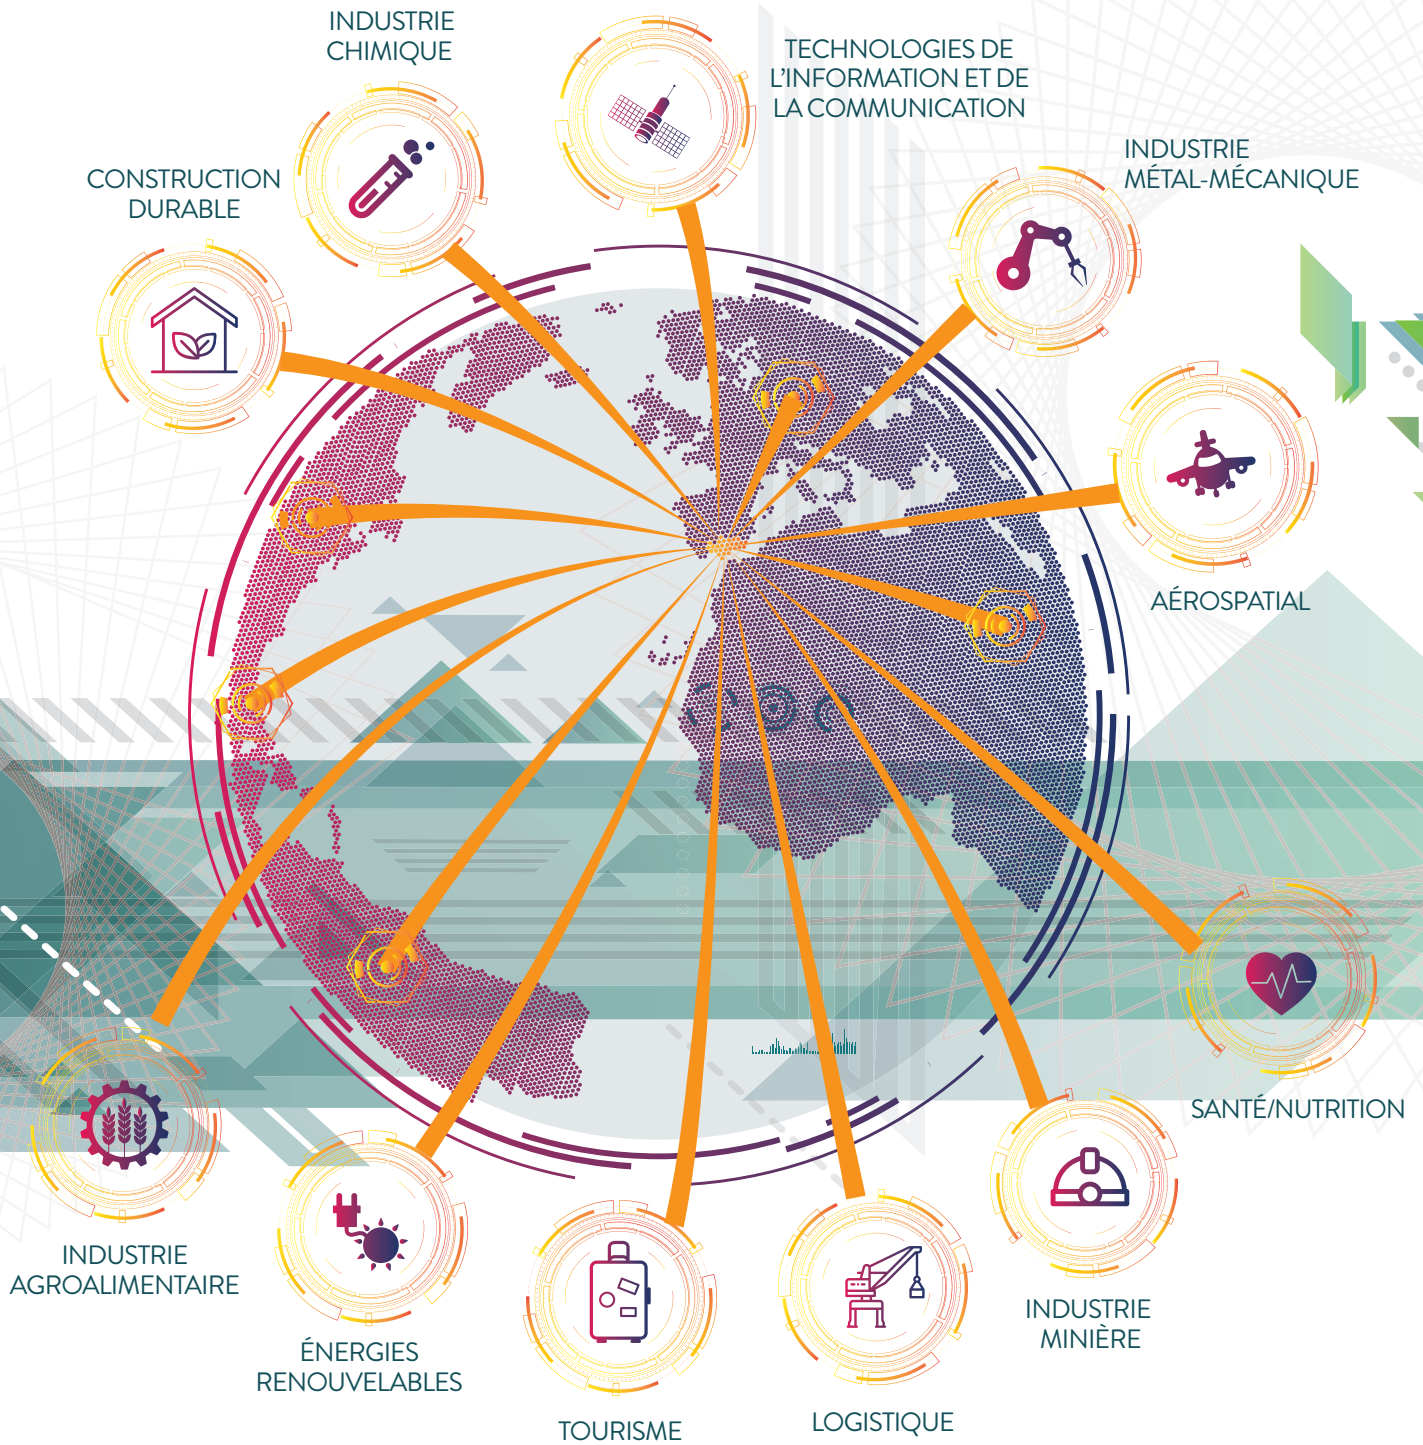 INDUSTRIE
CHIMIQUE
TECHNOLOGIES DE
L'INFORMATION ET DE
LA COMMUNICATION
INDUSTRIE
MÉTAL-MÉCANIQUE
CONSTRUCTION
DURABLE
AÉROSPATIAL
SANTÉ/NUTRITION
INDUSTRIE
AGROALIMENTAIRE
INDUSTRIE
MINIÈRE
ÉNERGIES
RENOUVELABLES
LOGISTIQUE
TOURISME